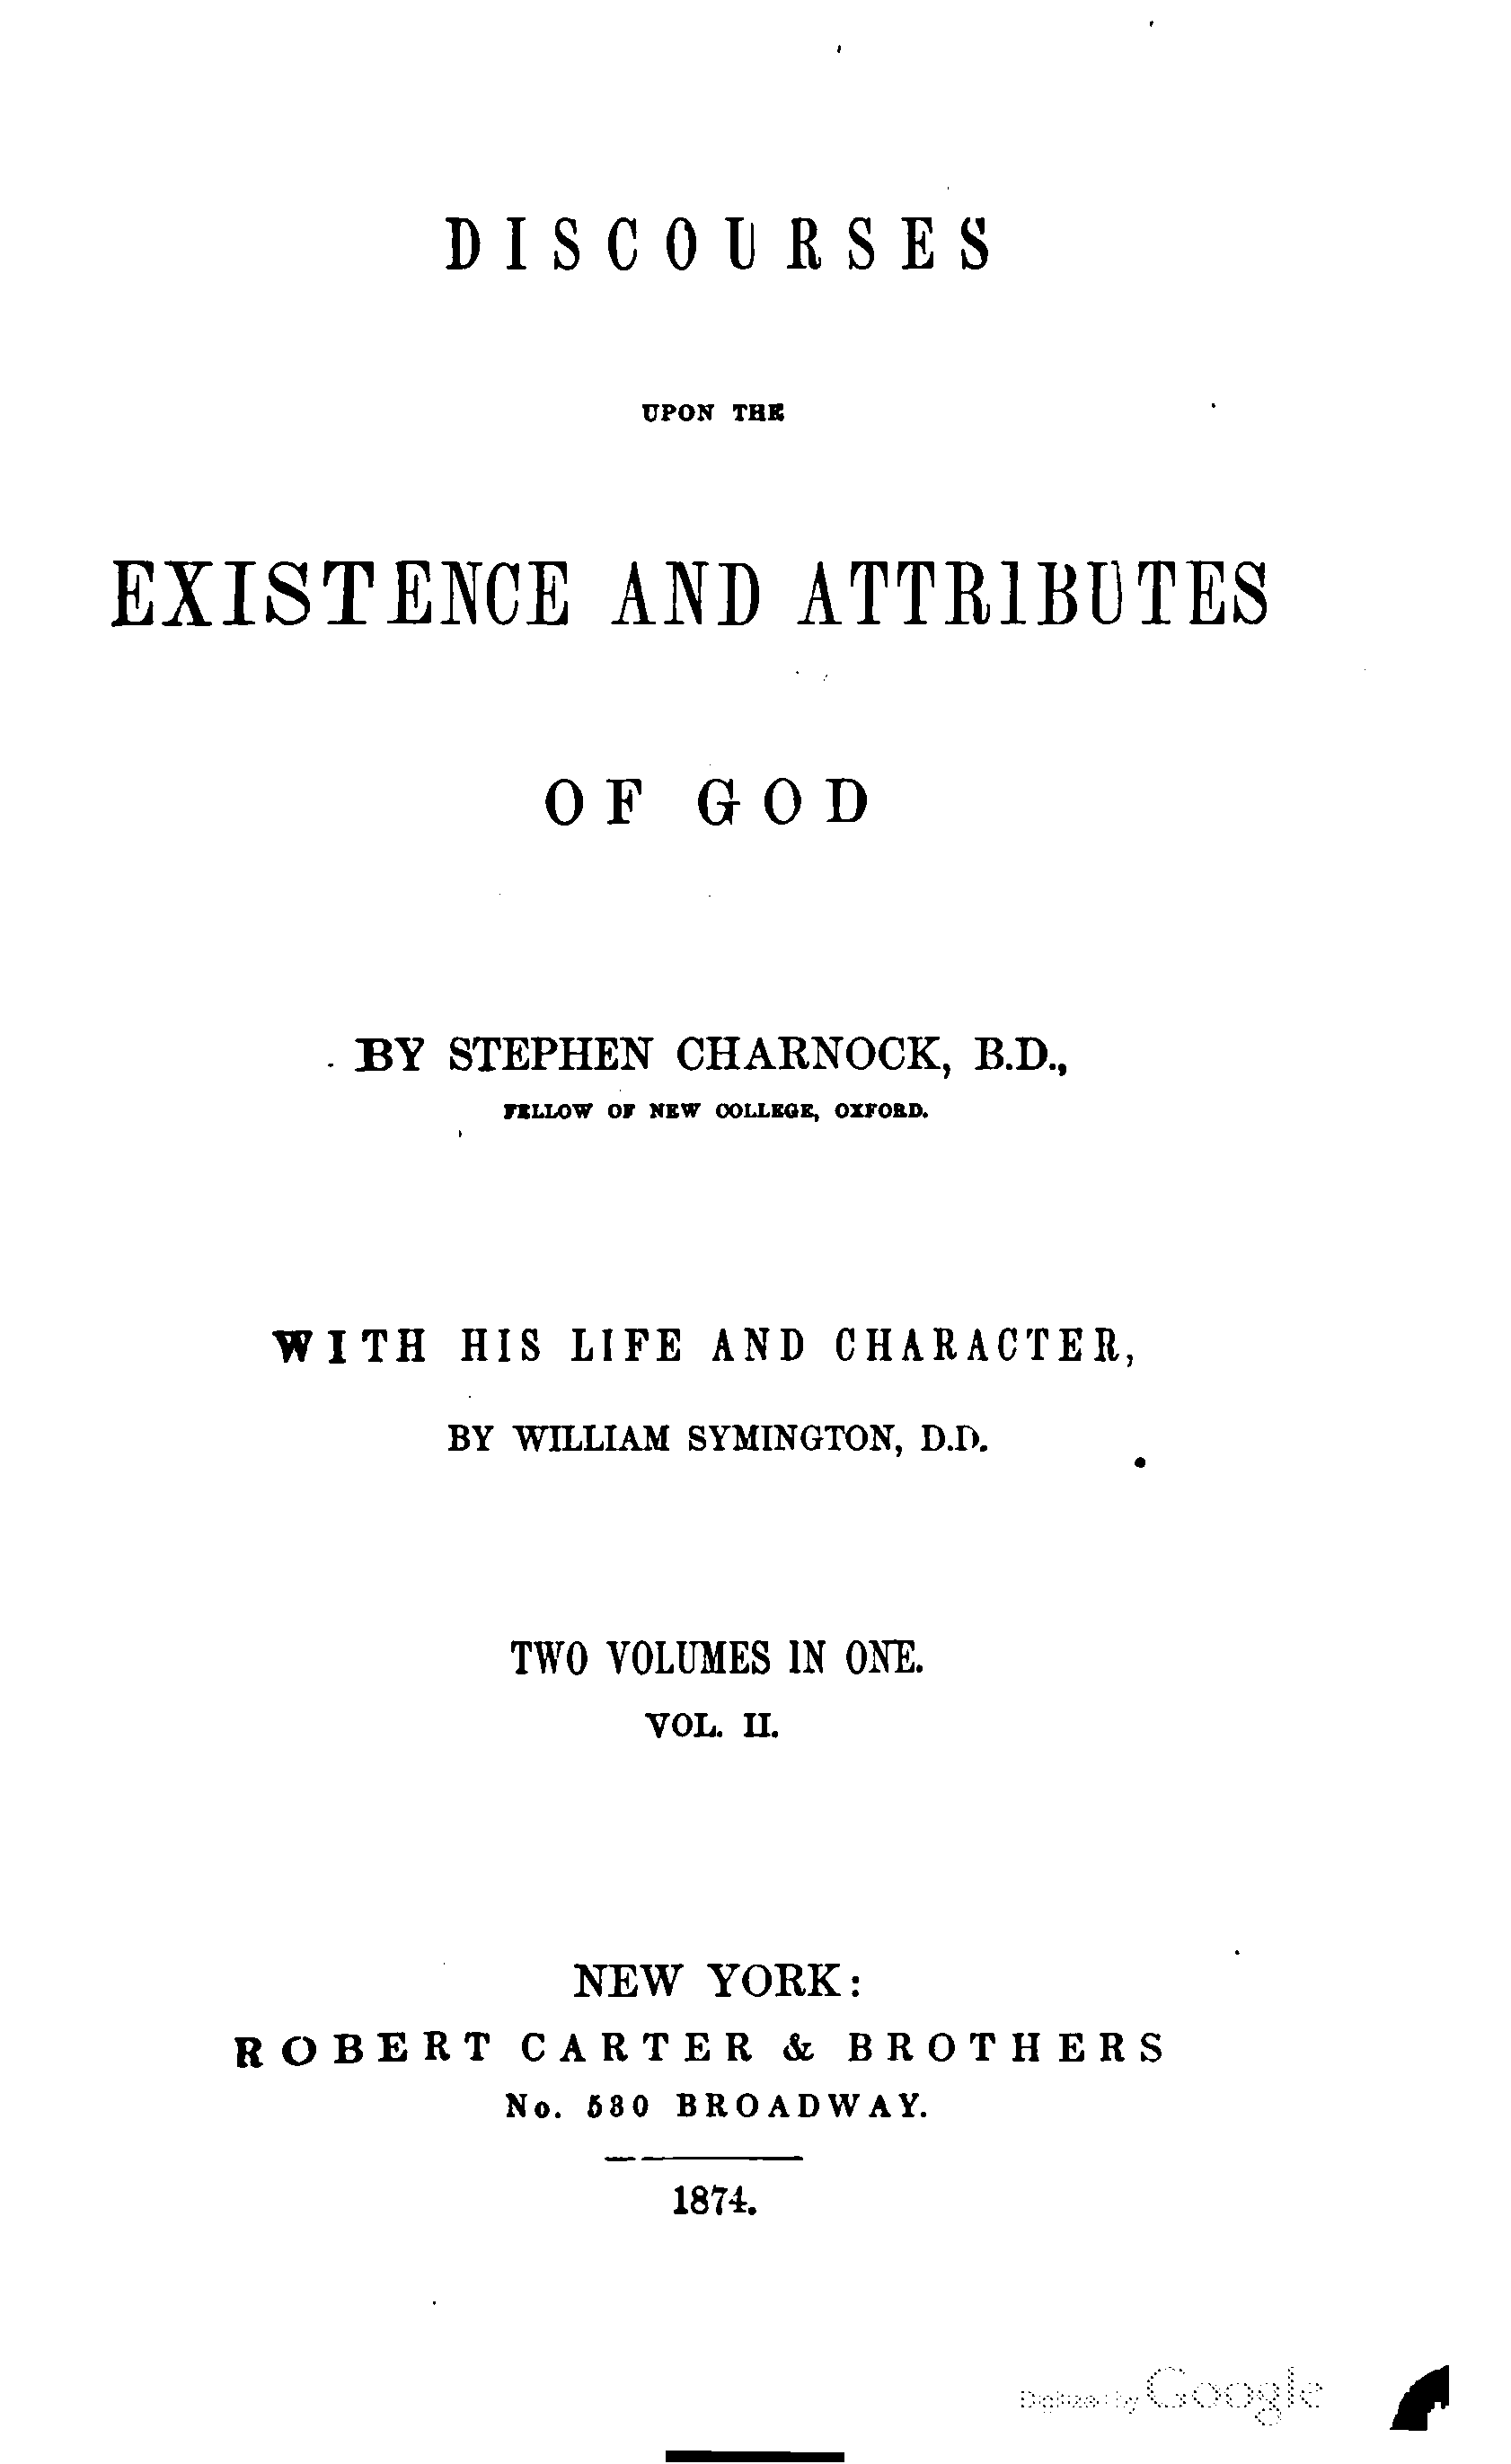 DISCOURSES
UPON THE
EXISTENCE AND ATTRIBUTES
OF GOD
BY STEPHEN CHARNOCK, B.D.,
FELLOW OF NEW COLLEGE, OXFORD.
WITH HIS LIFE AND CHARACTER,
BY WILLIAM SYMINGTON, D.D.
TWO VOLUMES IN ONE.
VOL. II.
NEW YORK:
ROBERT CARTER & BROTHERS
No. 530 BROADWAY.
1874.
Digitized by Google